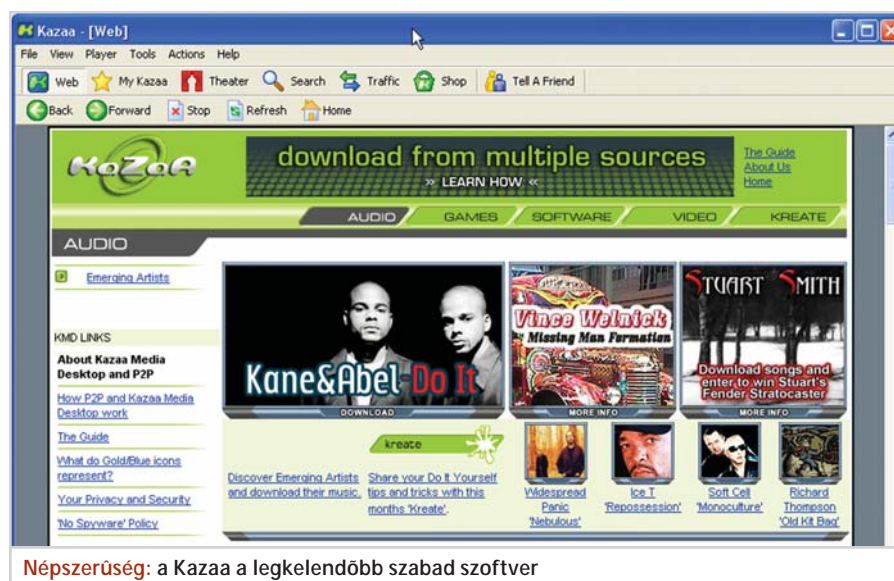 Kazaa - [Web]
File View Player Tools Actions Help
Web My Kazaa Theater Search Traffic Shop Tell A Friend
Back Forward Stop Refresh Home
KaZaA
download from multiple sources
» LEARN HOW «
The Guide
About Us
Home
AUDIO GAMES SOFTWARE VIDEO KREATE
AUDIO
Emerging Artists
KMD LINKS
About Kazaa Media
Desktop and P2P
How P2P and Kazaa Media
Desktop work
The Guide
What do Gold/Blue icons
represent?
Your Privacy and Security
'No Spyware' Policy
Kane&Abel-Do It
DOWNLOAD
Vince Welnick
Missing Man Formation
MORE INFO
STUART SMITH
Download songs and
enter to win Stuart's
Fender Stratocaster
MORE INFO
Discover Emerging Artists
and download their music.
kreate
Share your Do It Yourself
tips and tricks with this
months 'Kreate'.
Widespread
Panic
'Nebulous'
Ice T
'Repossession'
Soft Cell
'Monoculture'
Richard
Thompson
'Old Kit Bag'
Népszerûség: a Kazaa a legkelendõbb szabad szoftver